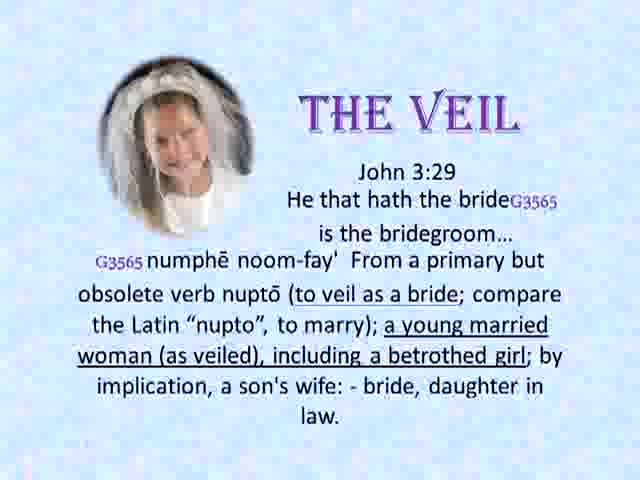 THE VEIL
John 3:29
He that hath the brideG3565
is the bridegroom…
G3565 numphē noom-fay' From a primary but
obsolete verb nuptō (to veil as a bride; compare
the Latin “nupto”, to marry); a young married
woman (as veiled), including a betrothed girl; by
implication, a son's wife: - bride, daughter in
law.